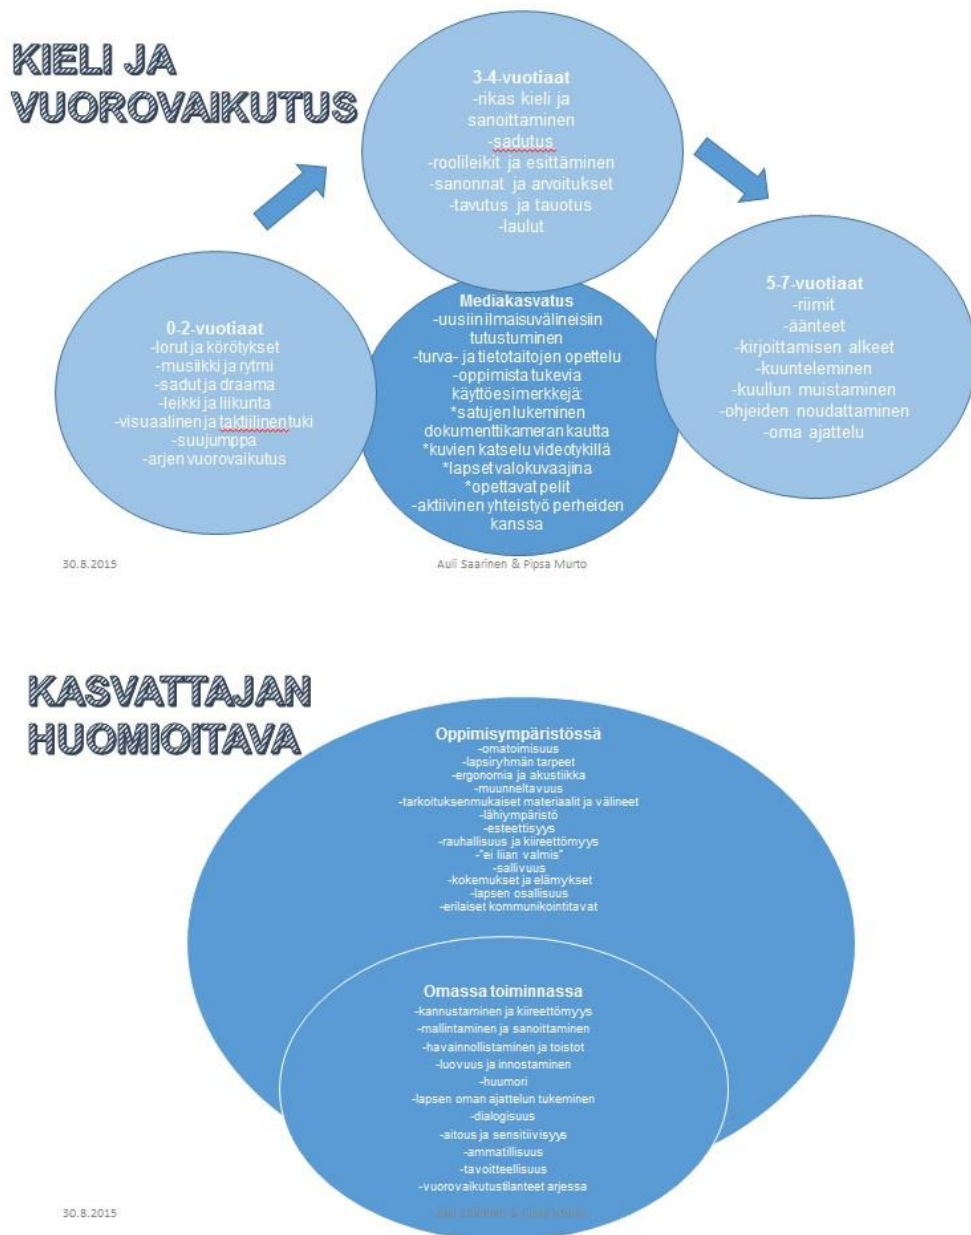 KIELI JA
VUOROVAIKUTUS
3-4-vuotiaat
-rikas kieli ja
sanoittaminen
-sadutus
-roolileikit ja esittäminen
-sanonnat ja arvoitukset
-tavutus ja tauotus
-laulut
0-2-vuotiaat
-lorut ja körötykset
-musiikki ja rytmi
-sadut ja draama
-leikki ja liikunta
-visuaalinen ja taktiilinen tuki
-suujumppa
-arjen vuorovaikutus
Mediakasvatus
-uusiin ilmaisuvälineisiin
tutustuminen
-turva- ja tietotaitojen opettelu
-oppimista tukevia
käyttöesimerkkejä:
*satujen lukeminen
dokumenttikameran kautta
*kuvien katselu videotykillä
*lapset valokuvaajina
*opettavat pelit
-aktiivinen yhteistyö perheiden
kanssa
5-7-vuotiaat
-riimit
-äänteet
-kirjoittamisen alkeet
-kuunteleminen
-kuullun muistaminen
-ohjeiden noudattaminen
-oma ajattelu
30.8.2015
Auli Saarinen & Pipsa Murto
KASVATTAJAN
HUOMIOITAVA
Oppimisympäristössä
-omatoimisuus
-lapsiryhmän tarpeet
-ergonomia ja akustiikka
-muunneltavuus
-tarkoituksenmukaiset materiaalit ja välineet
-lähiympäristö
-esteettisyys
-rauhallisuus ja kiireettömyys
-"ei liian valmis"
-sallivuus
-kokemukset ja elämykset
-lapsen osallisuus
-erilaiset kommunikointitavat
Omassa toiminnassa
-kannustaminen ja kiireettömyys
-mallintaminen ja sanoittaminen
-havainnollistaminen ja toistot
-luovuus ja innostaminen
-huumori
-lapsen oman ajattelun tukeminen
-dialogisuus
-aitous ja sensitiivisyys
-ammatillisuus
-tavoitteellisuus
-vuorovaikutustilanteet arjessa
30.8.2015
Auli Saarinen & Pipsa Murto